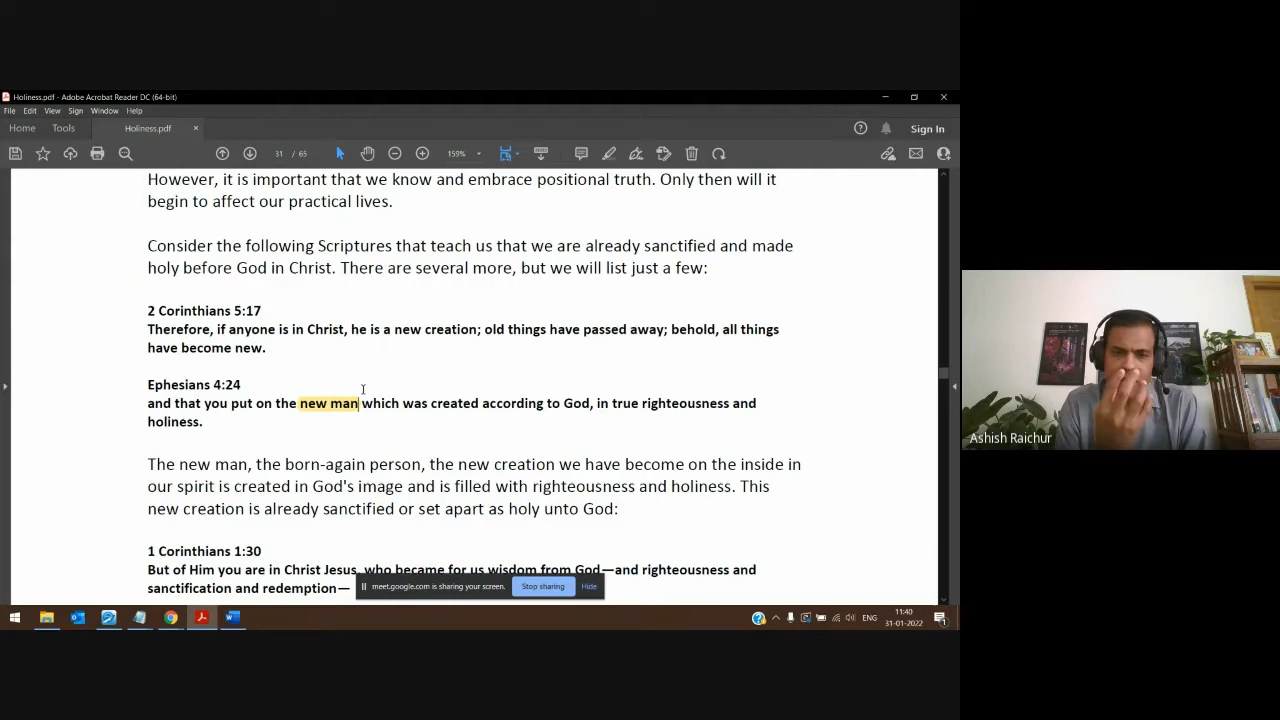 Holiness.pdf - Adobe Acrobat Reader DC (64-bit)
File Edit View Sign Window Help
Home Tools Holiness.pdf × Sign In
31 / 65 159%
However, it is important that we know and embrace positional truth. Only then will it
begin to affect our practical lives.
Consider the following Scriptures that teach us that we are already sanctified and made
holy before God in Christ. There are several more, but we will list just a few:
2 Corinthians 5:17
Therefore, if anyone is in Christ, he is a new creation; old things have passed away; behold, all things
have become new.
Ephesians 4:24
and that you put on the new man which was created according to God, in true righteousness and
holiness.
The new man, the born-again person, the new creation we have become on the inside in
our spirit is created in God's image and is filled with righteousness and holiness. This
new creation is already sanctified or set apart as holy unto God:
1 Corinthians 1:30
But of Him you are in Christ Jesus, who became for us wisdom from God—and righteousness and
sanctification and redemption—
meet.google.com is sharing your screen. Stop sharing Hide
Ashish Raichur
ENG 11:40
31-01-2022